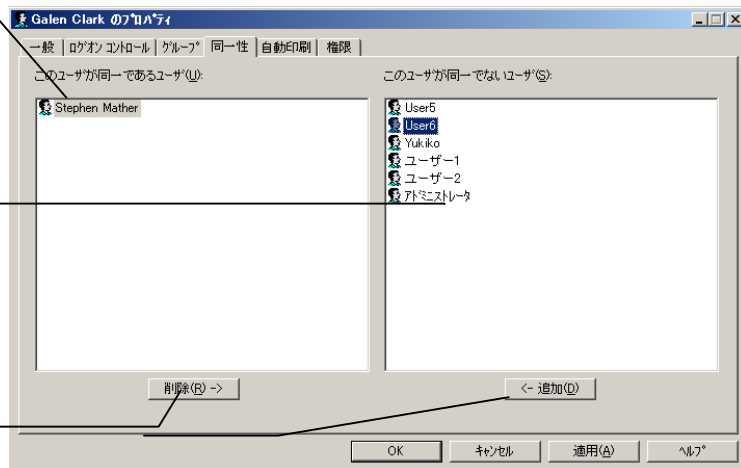 Galen Clark のﾌﾟﾛﾊﾟﾃｨ
一般 ﾛｸﾞｵﾝ ｺﾝﾄﾛｰﾙ ｸﾞﾙｰﾌﾟ 同一性 自動印刷 権限
このﾕｰｻﾞが同一であるﾕｰｻﾞ(U):
Stephen Mather
削除(R) ->
このﾕｰｻﾞが同一でないﾕｰｻﾞ(S):
User5
User6
Yukiko
ユーザー1
ユーザー2
ｱﾄﾞﾐﾆｽﾄﾚｰﾀ
<- 追加(D)
OK ｷｬﾝｾﾙ 適用(A) ﾍﾙﾌﾟ